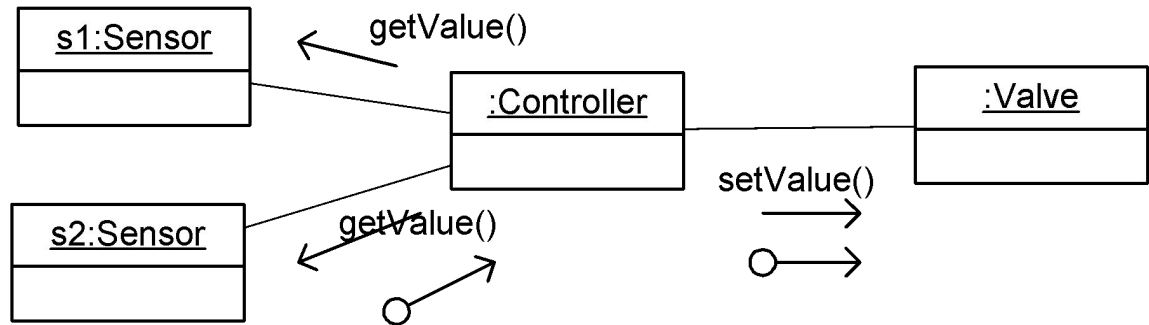 s1:Sensor
getValue()
:Controller
:Valve
setValue()
s2:Sensor
getValue()